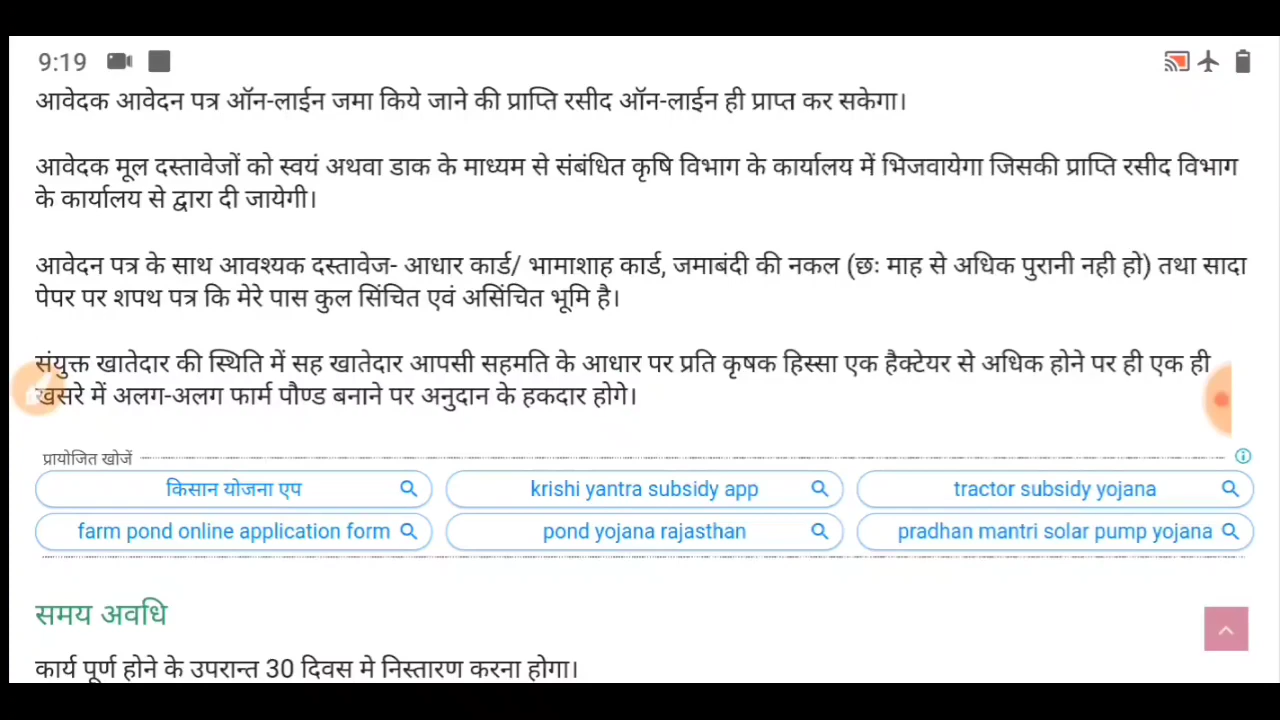 9:19
आवेदक आवेदन पत्र ऑन-लाईन जमा किये जाने की प्राप्ति रसीद ऑन-लाईन ही प्राप्त कर सकेगा।
आवेदक मूल दस्तावेजों को स्वयं अथवा डाक के माध्यम से संबंधित कृषि विभाग के कार्यालय में भिजवायेगा जिसकी प्राप्ति रसीद विभाग
के कार्यालय से द्वारा दी जायेगी।
आवेदन पत्र के साथ आवश्यक दस्तावेज- आधार कार्ड/ भामाशाह कार्ड, जमाबंदी की नकल (छः माह से अधिक पुरानी नही हो) तथा सादा
पेपर पर शपथ पत्र कि मेरे पास कुल सिंचित एवं असिंचित भूमि है।
संयुक्त खातेदार की स्थिति में सह खातेदार आपसी सहमति के आधार पर प्रति कृषक हिस्सा एक हैक्टेयर से अधिक होने पर ही एक ही
खसरे में अलग-अलग फार्म पौण्ड बनाने पर अनुदान के हकदार होगे।
प्रायोजित खोजें
किसान योजना एप krishi yantra subsidy app tractor subsidy yojana
farm pond online application form pond yojana rajasthan pradhan mantri solar pump yojana
समय अवधि
कार्य पूर्ण होने के उपरान्त 30 दिवस मे निस्तारण करना होगा।